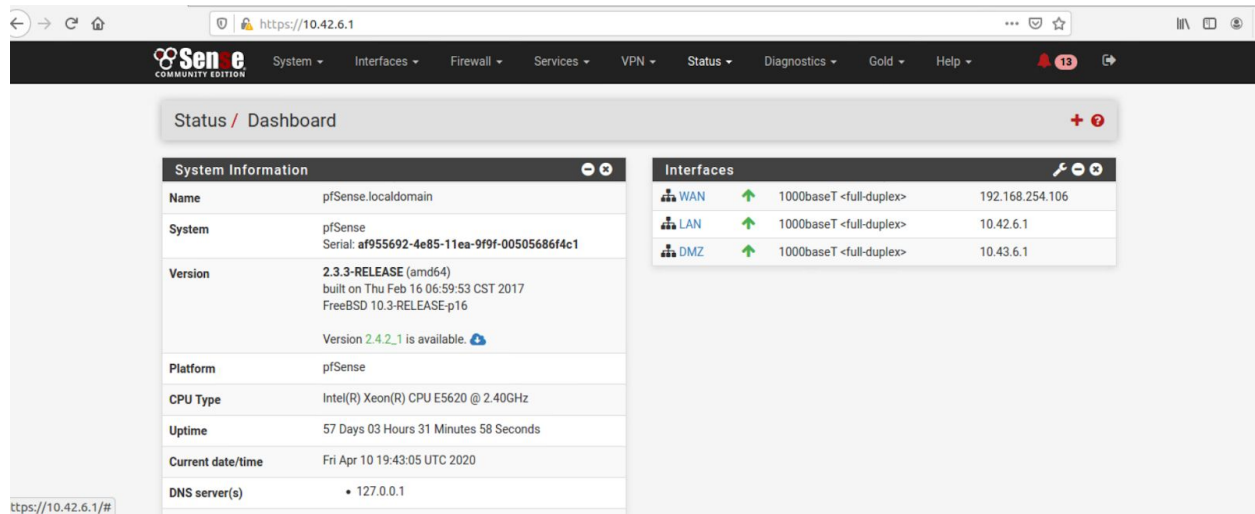 https://10.42.6.1
Sense
COMMUNITY EDITION
System Interfaces Firewall Services VPN Status Diagnostics Gold Help 13
Status / Dashboard
System Information
Name pfSense.localdomain
System pfSense
Serial: af955692-4e85-11ea-9f9f-00505686f4c1
Version 2.3.3-RELEASE (amd64)
built on Thu Feb 16 06:59:53 CST 2017
FreeBSD 10.3-RELEASE-p16
Version 2.4.2_1 is available.
Platform pfSense
CPU Type Intel(R) Xeon(R) CPU E5620 @ 2.40GHz
Uptime 57 Days 03 Hours 31 Minutes 58 Seconds
Current date/time Fri Apr 10 19:43:05 UTC 2020
DNS server(s) • 127.0.0.1
Interfaces
WAN 1000baseT <full-duplex> 192.168.254.106
LAN 1000baseT <full-duplex> 10.42.6.1
DMZ 1000baseT <full-duplex> 10.43.6.1
ttps://10.42.6.1/#